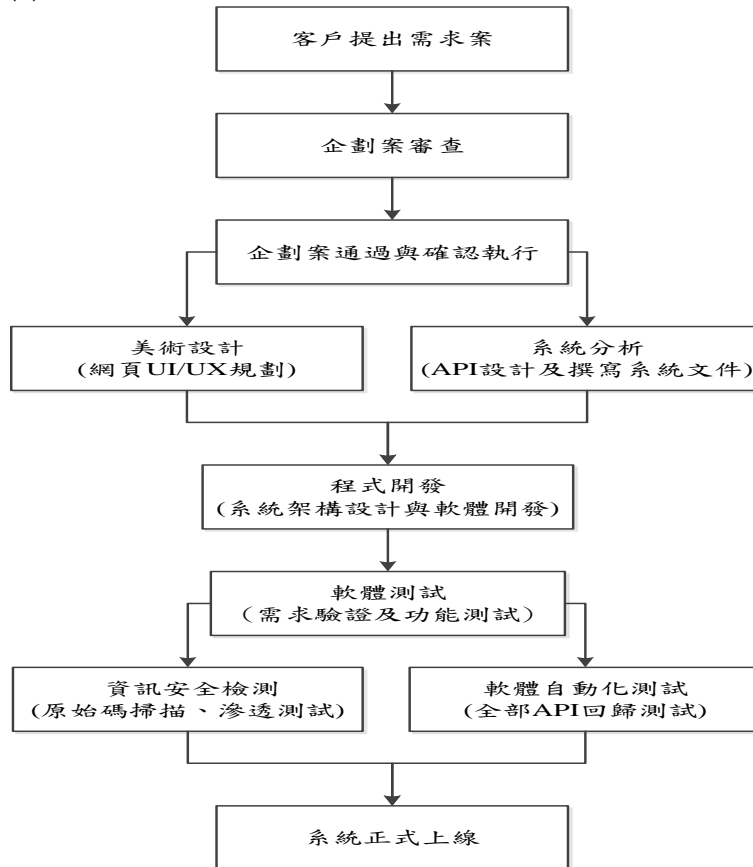 客戶提出需求案
企劃案審查
企劃案通過與確認執行
美術設計
(網頁UI/UX規劃)
系統分析
(API設計及撰寫系統文件)
程式開發
(系統架構設計與軟體開發)
軟體測試
（需求驗證及功能測試）
資訊安全檢測
(原始碼掃描、滲透測試)
軟體自動化測試
(全部API回歸測試)
系統正式上線